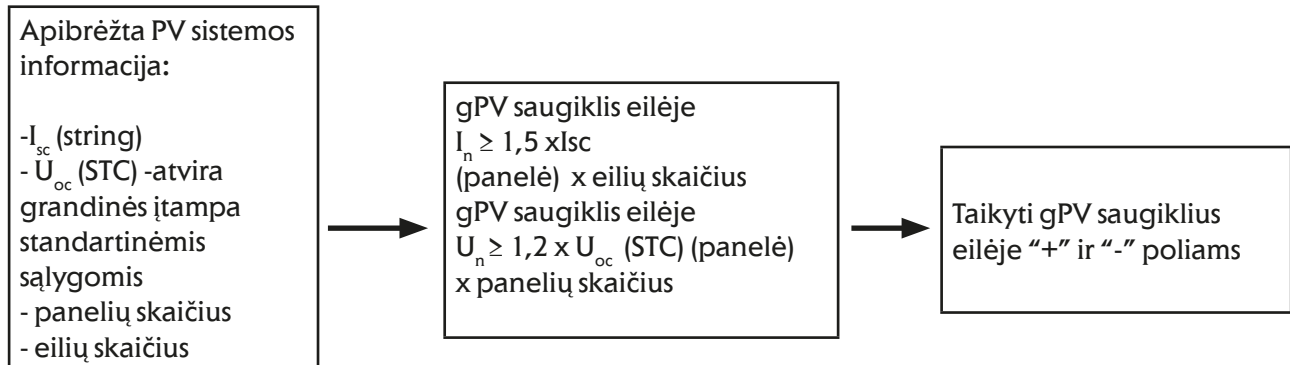 Apibrėžta PV sistemos
informacija:
-Isc (string)
- Uoc (STC) -atvira
grandinės įtampa
standartinėmis
sąlygomis
- panelių skaičius
- eilių skaičius
gPV saugiklis eilėje
In ≥ 1,5 xIsc
(panelė) x eilių skaičius
gPV saugiklis eilėje
Un ≥ 1,2 x Uoc (STC) (panelė)
x panelių skaičius
Taikyti gPV saugiklius
eilėje “+” ir “-” poliams